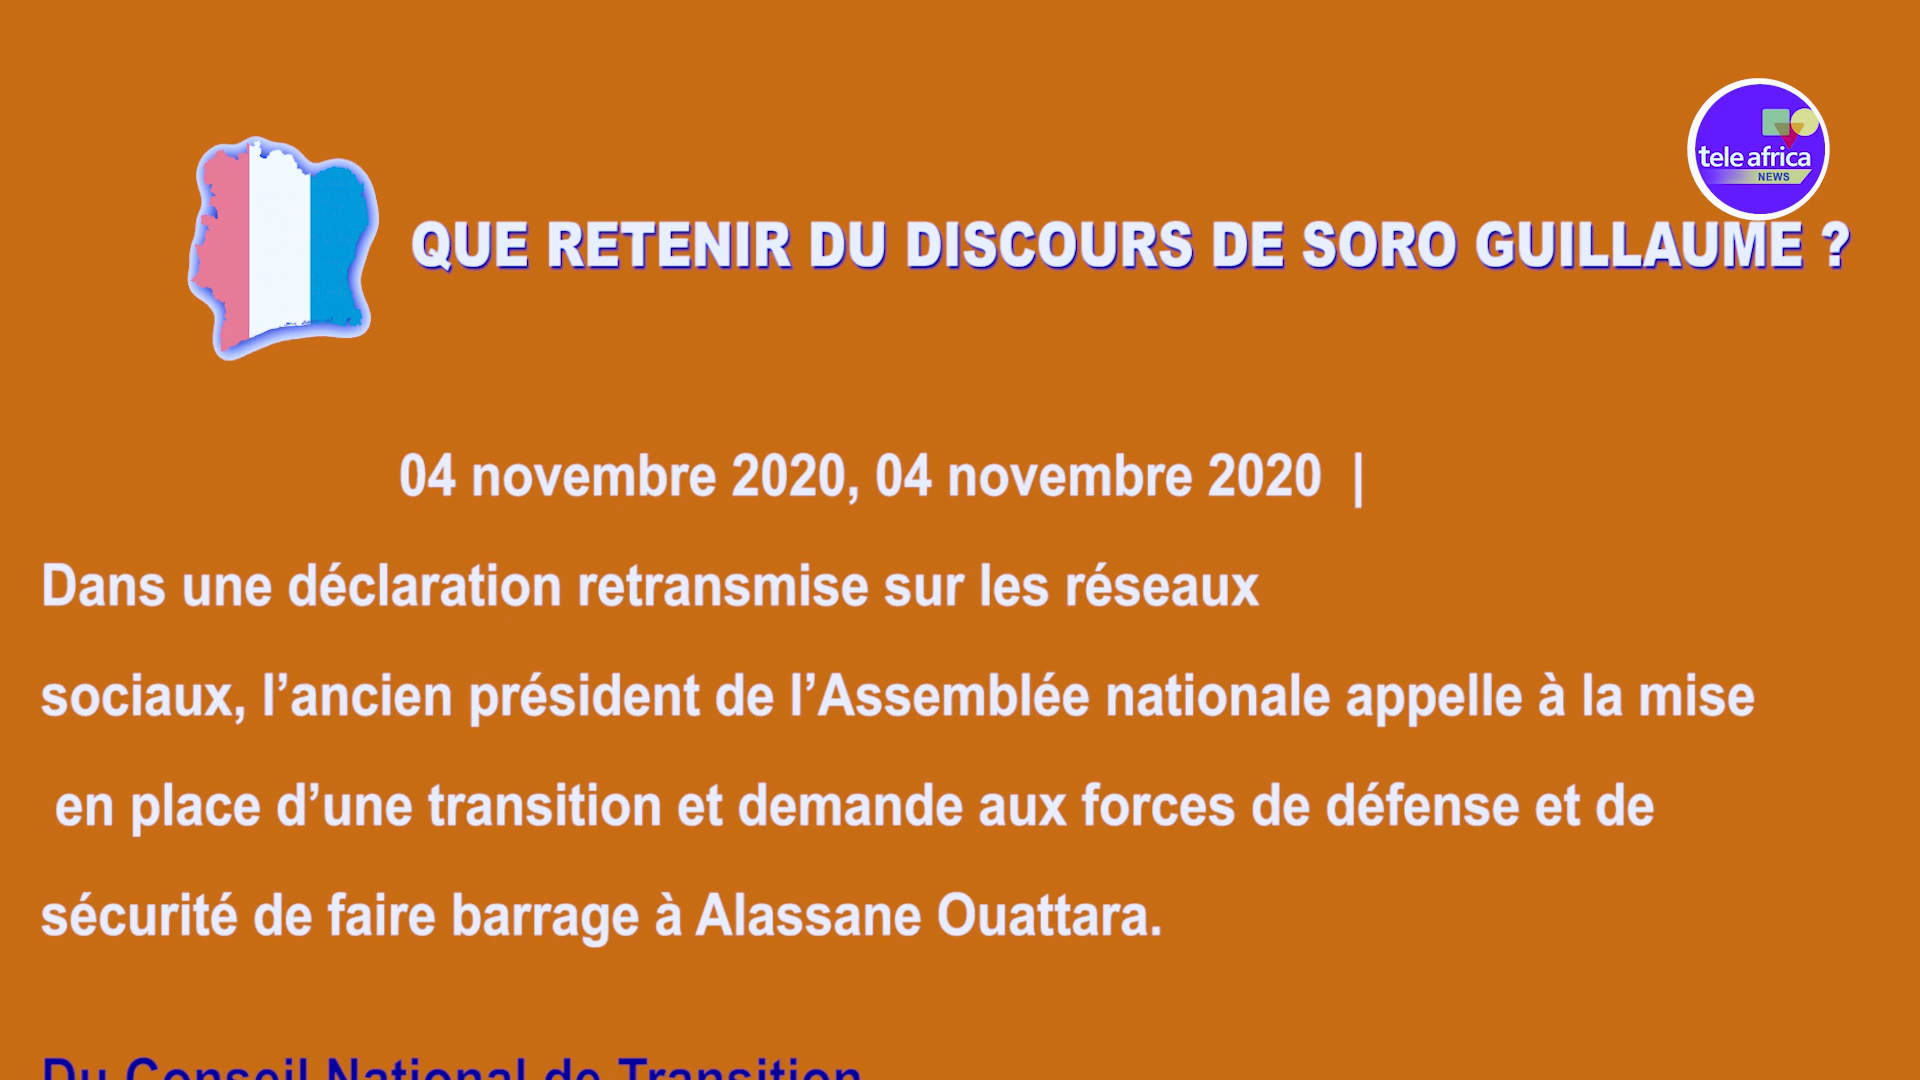 tele africa
NEWS
QUE RETENIR DU DISCOURS DE SORO GUILLAUME ?
04 novembre 2020, 04 novembre 2020 |
Dans une déclaration retransmise sur les réseaux
sociaux, l’ancien président de l’Assemblée nationale appelle à la mise
en place d’une transition et demande aux forces de défense et de
sécurité de faire barrage à Alassane Ouattara.
Du Conseil National de Transition